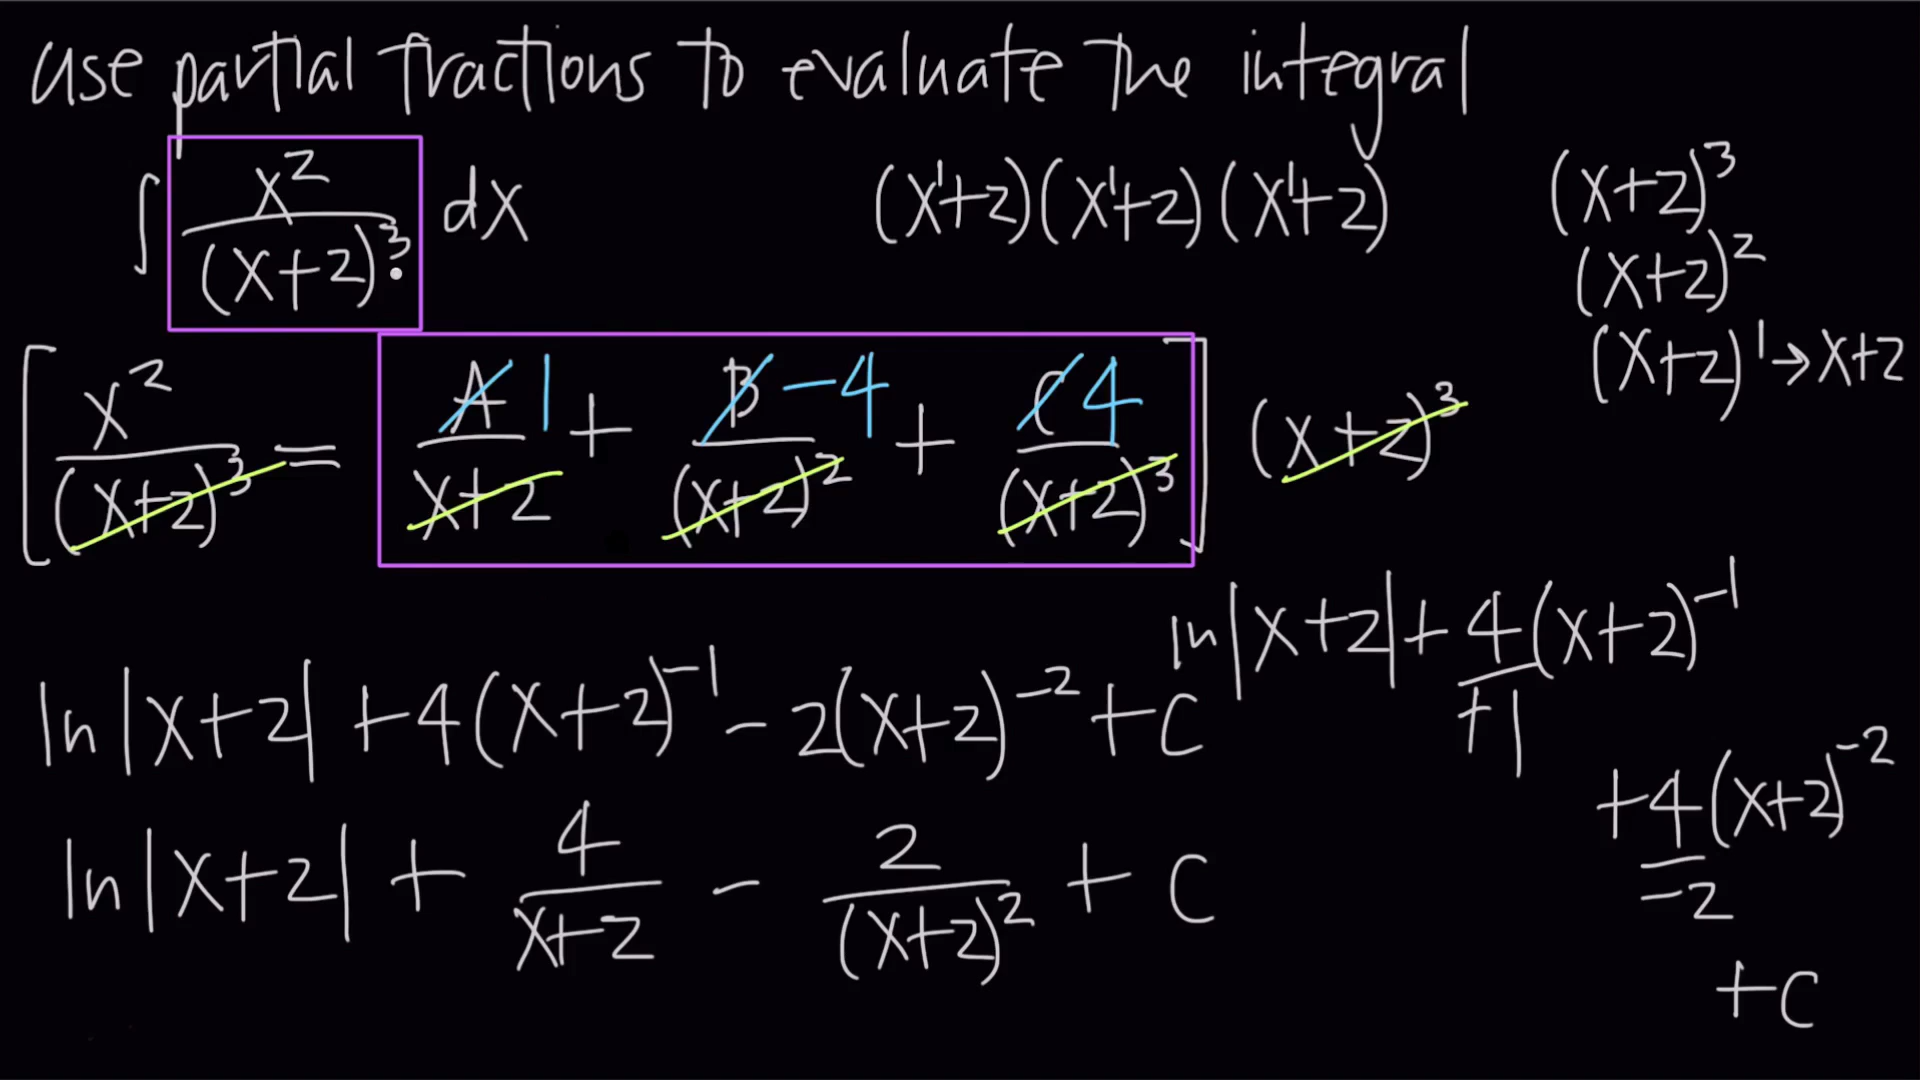 use partial fractions to evaluate the integral
∫ x²/(x+2)³ dx
(x¹+2)(x¹+2)(x¹+2)
(x+2)³
(x+2)²
(x+2)¹→x+2
[x²/(x+2)³ = A 1/(x+2) + B -4/(x+2)² + C 4/(x+2)³] (x+2)³
ln|x+2|+4(x+2)⁻¹/+1
+4(x+2)⁻²/-2
+c
ln|x+2| +4(x+2)⁻¹ - 2(x+2)⁻² +c
ln|x+2| + 4/(x+2) - 2/(x+2)² + c